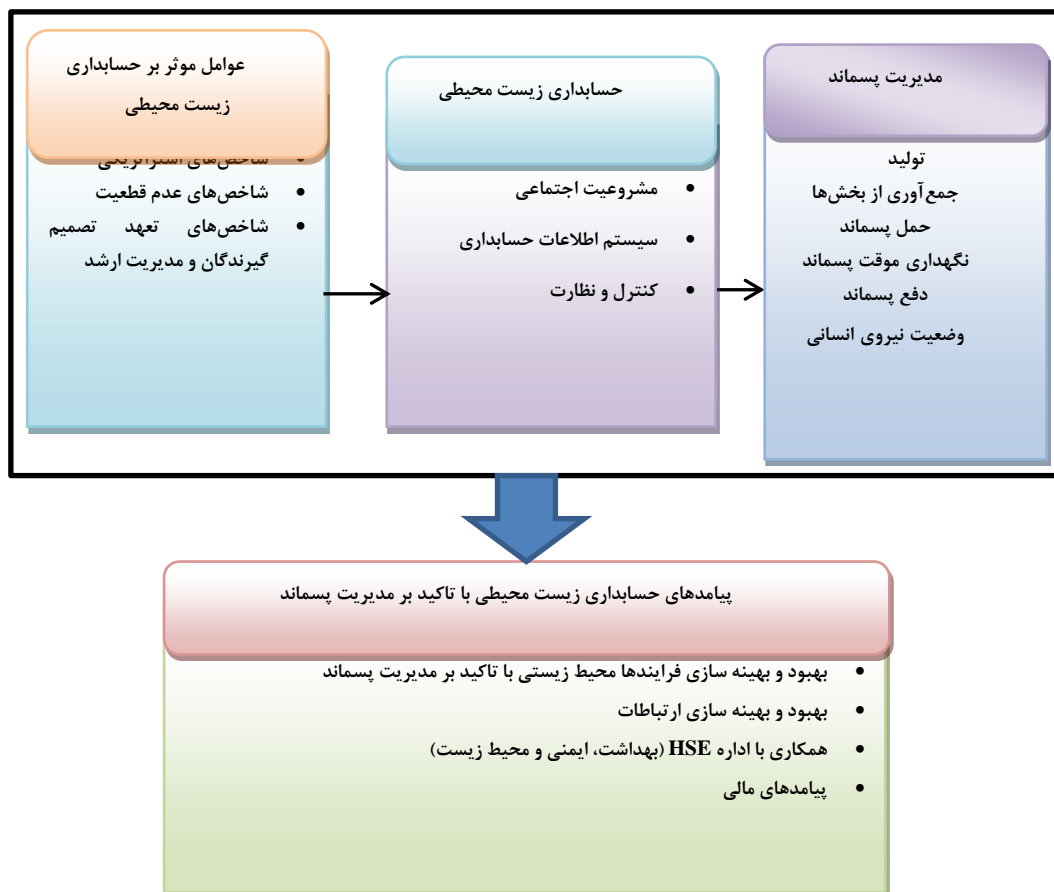 عوامل موثر بر حسابداری
زیست محیطی
• شاخص‌های استراتژیکی
• شاخص‌های عدم قطعیت
• شاخص‌های تعهد تصمیم
گیرندگان و مدیریت ارشد
حسابداری زیست محیطی
• مشروعیت اجتماعی
• سیستم اطلاعات حسابداری
• کنترل و نظارت
مدیریت پسماند
تولید
جمع‌آوری از بخش‌ها
حمل پسماند
نگهداری موقت پسماند
دفع پسماند
وضعیت نیروی انسانی
پیامدهای حسابداری زیست محیطی با تاکید بر مدیریت پسماند
• بهبود و بهینه سازی فرایندها محیط زیستی با تاکید بر مدیریت پسماند
• بهبود و بهینه سازی ارتباطات
• همکاری با اداره HSE (بهداشت، ایمنی و محیط زیست)
• پیامدهای مالی